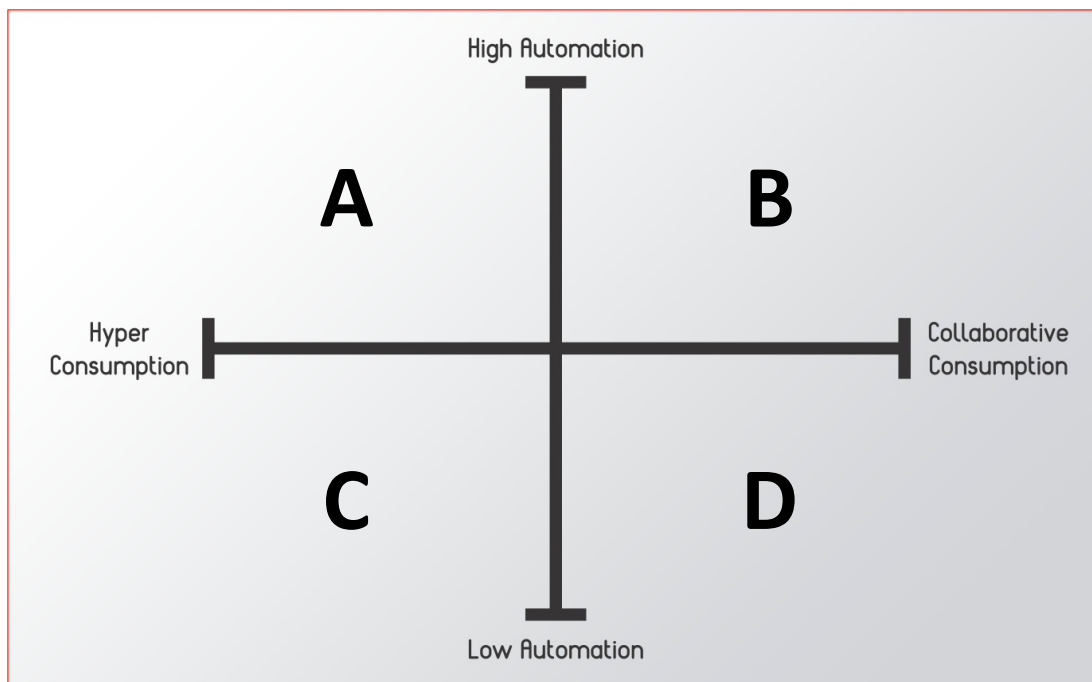 High Automation
A
B
Hyper
Consumption
Collaborative
Consumption
C
D
Low Automation